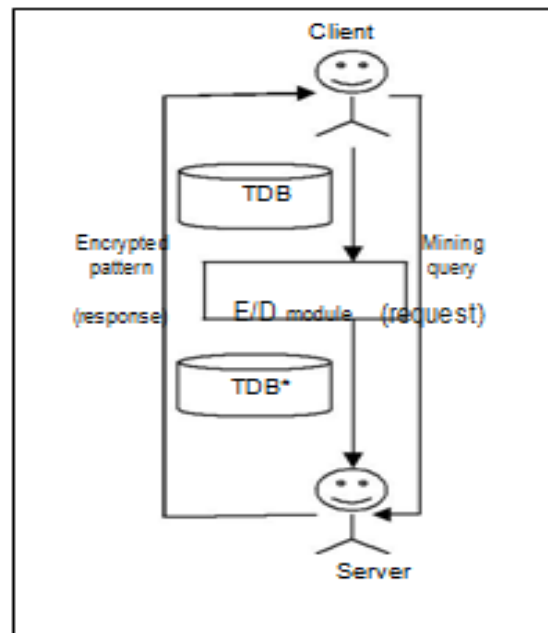 Client
TDB
Encrypted
pattern
Mining
query
(response)
E/D module
(request)
TDB*
Server